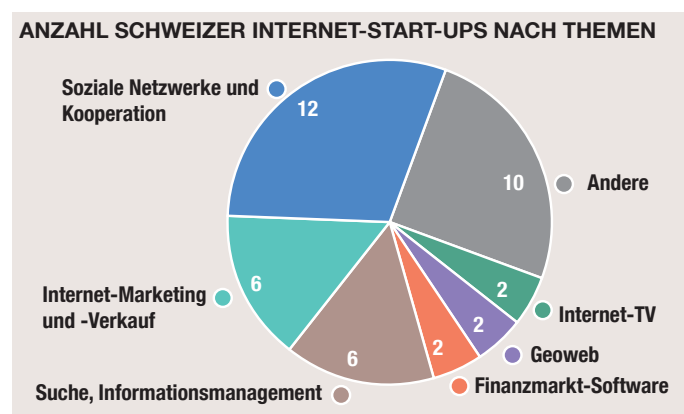 ANZAHL SCHWEIZER INTERNET-START-UPS NACH THEMEN
Soziale Netzwerke und
Kooperation
12
10
Andere
Internet-Marketing
und -Verkauf
6
2
Internet-TV
2
Geoweb
2
Finanzmarkt-Software
6
Suche, Informationsmanagement